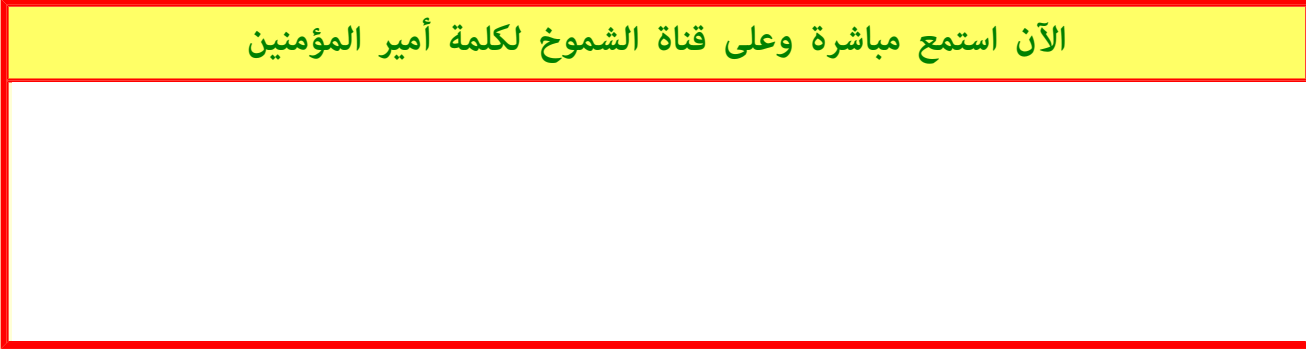 الآن استمع مباشرة وعلى قناة الشموخ لكلمة أمير المؤمنين